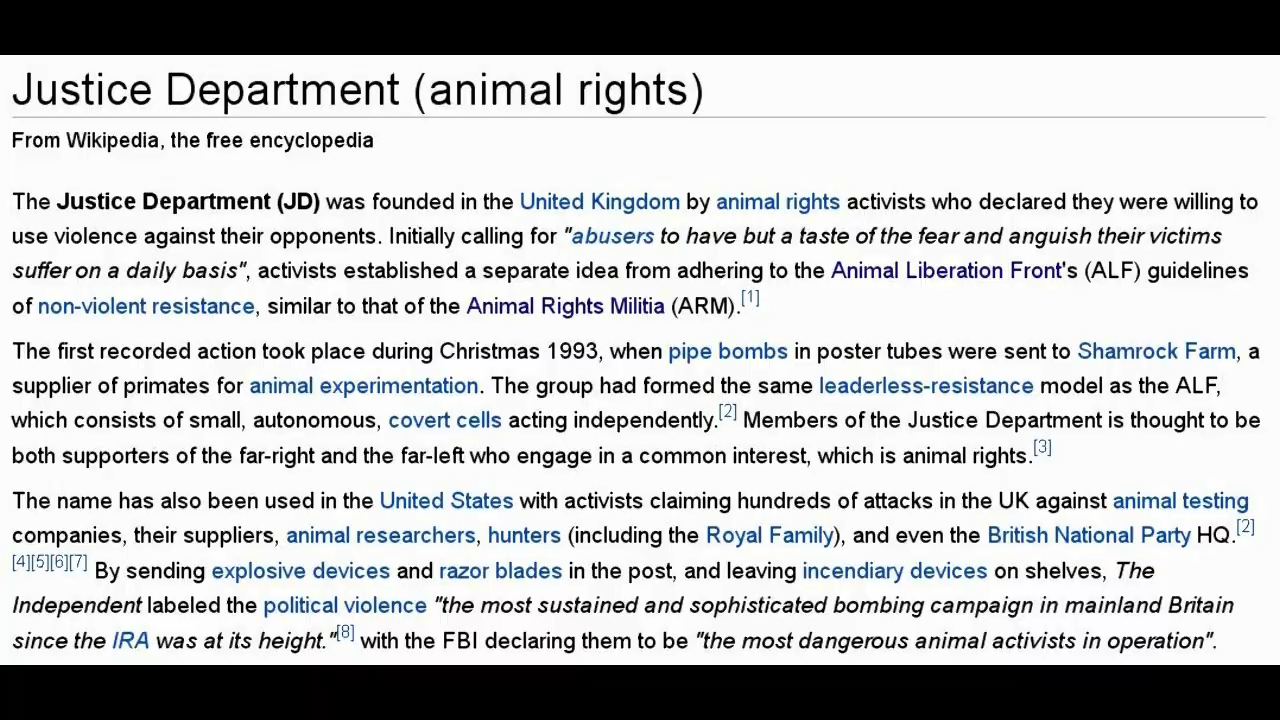 Justice Department (animal rights)
From Wikipedia, the free encyclopedia
The Justice Department (JD) was founded in the United Kingdom by animal rights activists who declared they were willing to
use violence against their opponents. Initially calling for "abusers to have but a taste of the fear and anguish their victims
suffer on a daily basis", activists established a separate idea from adhering to the Animal Liberation Front's (ALF) guidelines
of non-violent resistance, similar to that of the Animal Rights Militia (ARM).[1]
The first recorded action took place during Christmas 1993, when pipe bombs in poster tubes were sent to Shamrock Farm, a
supplier of primates for animal experimentation. The group had formed the same leaderless-resistance model as the ALF,
which consists of small, autonomous, covert cells acting independently.[2] Members of the Justice Department is thought to be
both supporters of the far-right and the far-left who engage in a common interest, which is animal rights.[3]
The name has also been used in the United States with activists claiming hundreds of attacks in the UK against animal testing
companies, their suppliers, animal researchers, hunters (including the Royal Family), and even the British National Party HQ.[2]
[4][5][6][7] By sending explosive devices and razor blades in the post, and leaving incendiary devices on shelves, The
Independent labeled the political violence "the most sustained and sophisticated bombing campaign in mainland Britain
since the IRA was at its height."[8] with the FBI declaring them to be "the most dangerous animal activists in operation".